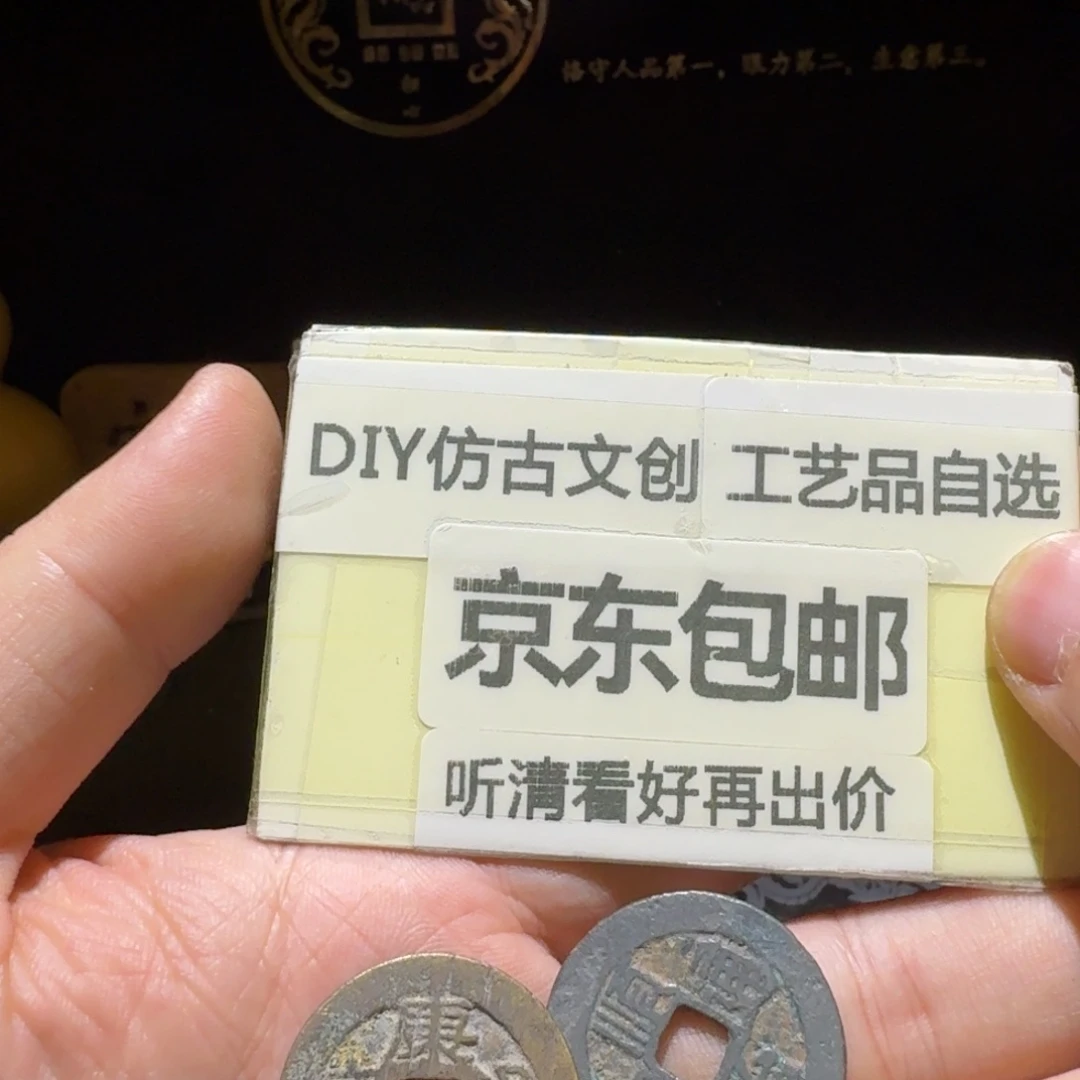 恪守人品第一，眼力第二，生意第三。
DIY仿古文创 工艺品自选
京东包邮
听清看好再出价
康